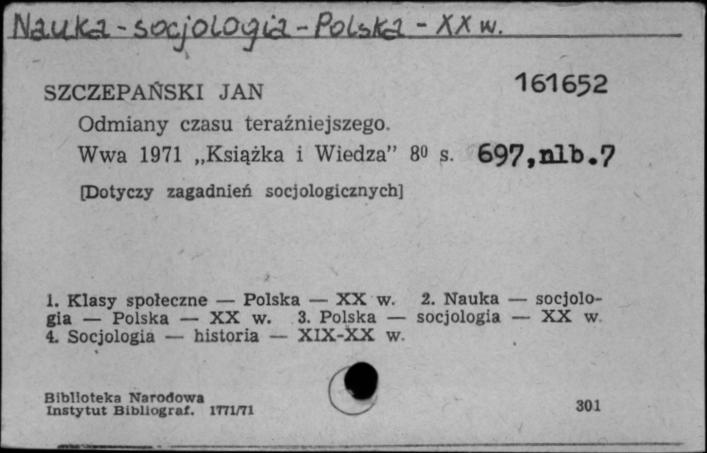 Nauka - socjologia - Polska - XX w.
161652
SZCZEPAŃSKI JAN
Odmiany czasu teraźniejszego.
Wwa 1971 „Książka i Wiedza” 8⁰ s. 697,nlb.7
[Dotyczy zagadnień socjologicznych]
1. Klasy społeczne — Polska — XX w. 2. Nauka — socjolo-
gia — Polska — XX w. 3. Polska — socjologia — XX w.
4. Socjologia — historia — XIX-XX w.
Biblioteka Narodowa
Instytut Bibliograf. 1771/71
301